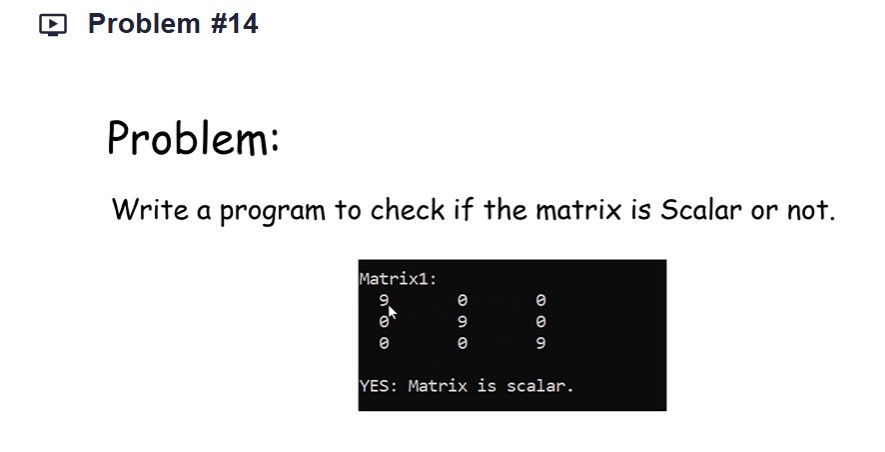 Problem #14
Problem:
Write a program to check if the matrix is Scalar or not.
Matrix1:
9 0 0
0 9 0
0 0 9
YES: Matrix is scalar.